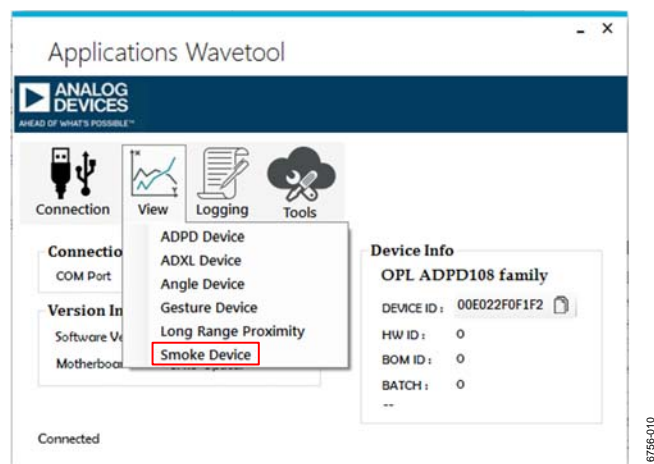 Applications Wavetool
ANALOG
DEVICES
AHEAD OF WHAT'S POSSIBLE™
Connection
View
Logging
Tools
ADPD Device
ADXL Device
Angle Device
Gesture Device
Long Range Proximity
Smoke Device
Connectio
COM Port
Version In
Software Ve
Motherboar
Device Info
OPL ADPD108 family
DEVICE ID : 00E022F0F1F2
HW ID : 0
BOM ID : 0
BATCH : 0
--
Connected
6756-010